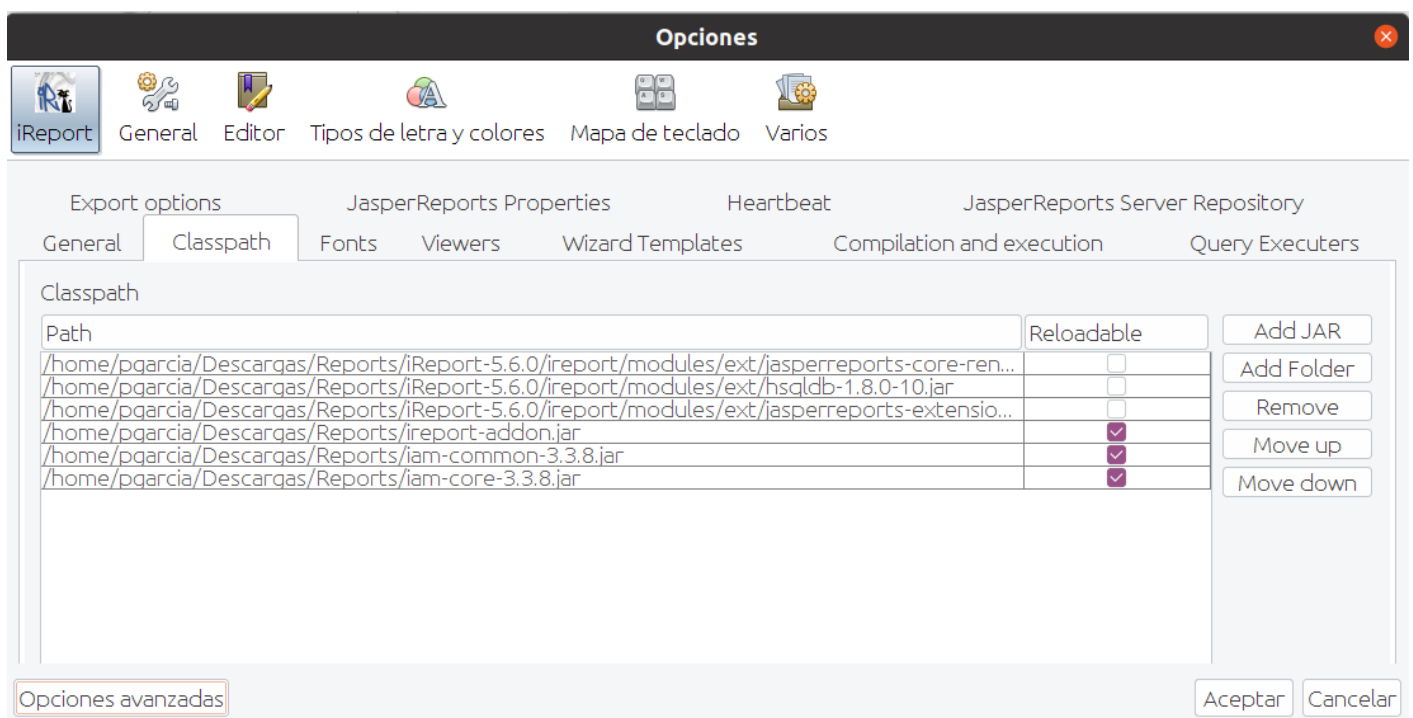 Opciones
iReport General Editor Tipos de letra y colores Mapa de teclado Varios
Export options JasperReports Properties Heartbeat JasperReports Server Repository
General Classpath Fonts Viewers Wizard Templates Compilation and execution Query Executers
Classpath
Path Reloadable Add JAR
/home/pgarcia/Descargas/Reports/iReport-5.6.0/ireport/modules/ext/jasperreports-core-ren...
Add Folder
/home/pgarcia/Descargas/Reports/iReport-5.6.0/ireport/modules/ext/hsqldb-1.8.0-10.jar
/home/pgarcia/Descargas/Reports/iReport-5.6.0/ireport/modules/ext/jasperreports-extensio...
Remove
/home/pgarcia/Descargas/Reports/ireport-addon.jar
/home/pgarcia/Descargas/Reports/iam-common-3.3.8.jar
Move up
/home/pgarcia/Descargas/Reports/iam-core-3.3.8.jar
Move down
Opciones avanzadas Aceptar Cancelar